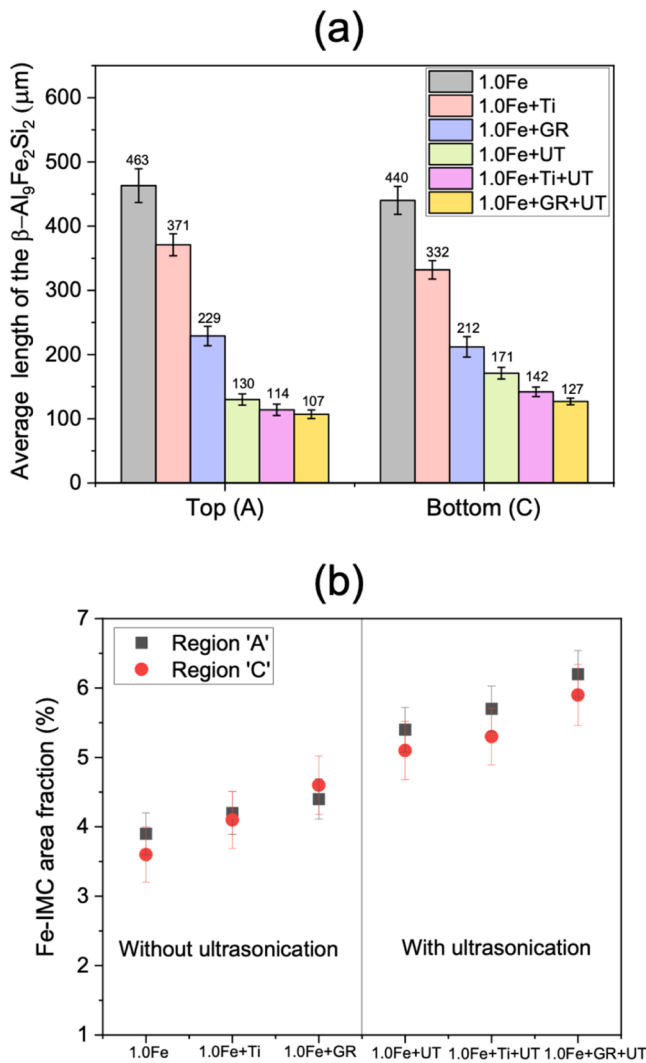 (a)
Average length of the β–Al₉Fe₂Si₂ (μm)
600
500
400
300
200
100
0
463
371
229
130
114
107
440
332
212
171
142
127
1.0Fe
1.0Fe+Ti
1.0Fe+GR
1.0Fe+UT
1.0Fe+Ti+UT
1.0Fe+GR+UT
Top (A)
Bottom (C)
(b)
Fe-IMC area fraction (%)
7
6
5
4
3
2
1
Region 'A'
Region 'C'
Without ultrasonication
With ultrasonication
1.0Fe
1.0Fe+Ti
1.0Fe+GR
1.0Fe+UT
1.0Fe+Ti+UT
1.0Fe+GR+UT